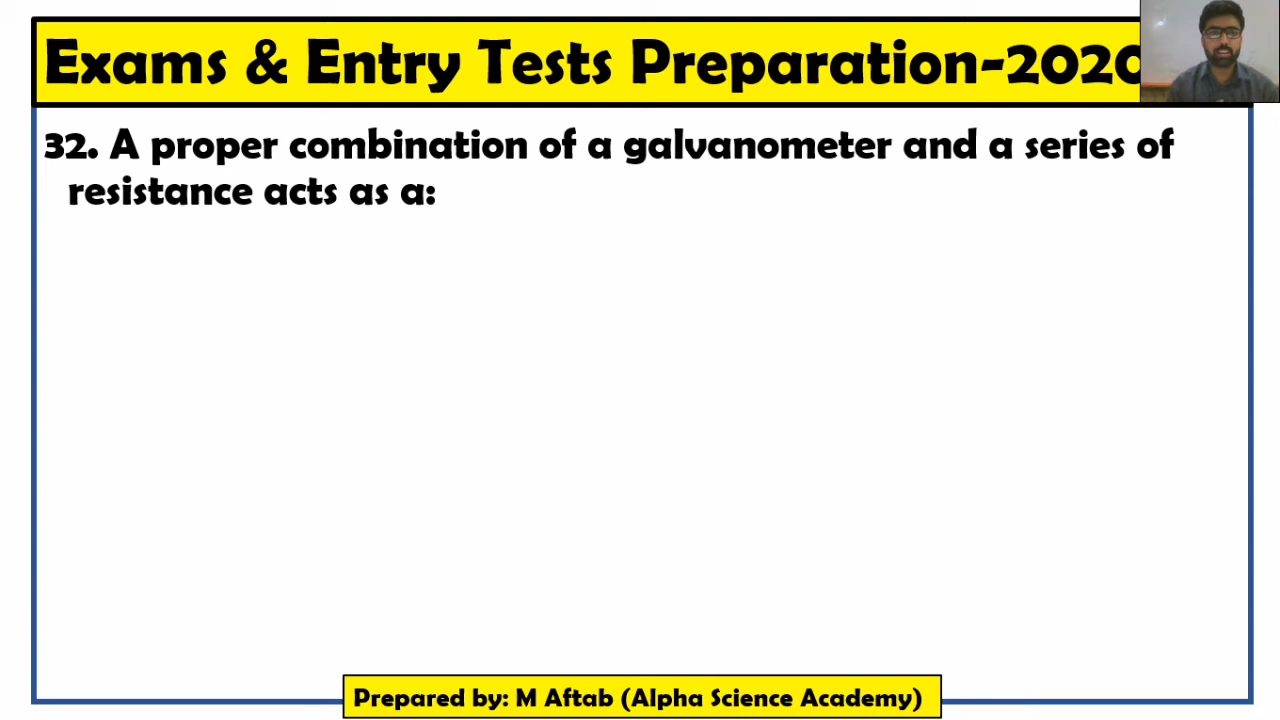 Exams & Entry Tests Preparation-2020
32. A proper combination of a galvanometer and a series of
resistance acts as a:
Prepared by: M Aftab (Alpha Science Academy)